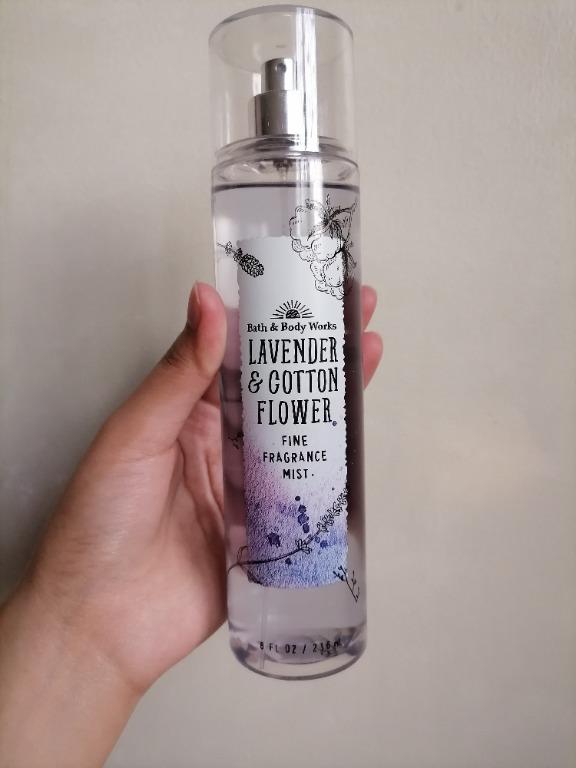 Bath & Body Works
LAVENDER
& COTTON
FLOWER
FINE
FRAGRANCE
MIST
8 FL OZ / 236 mL